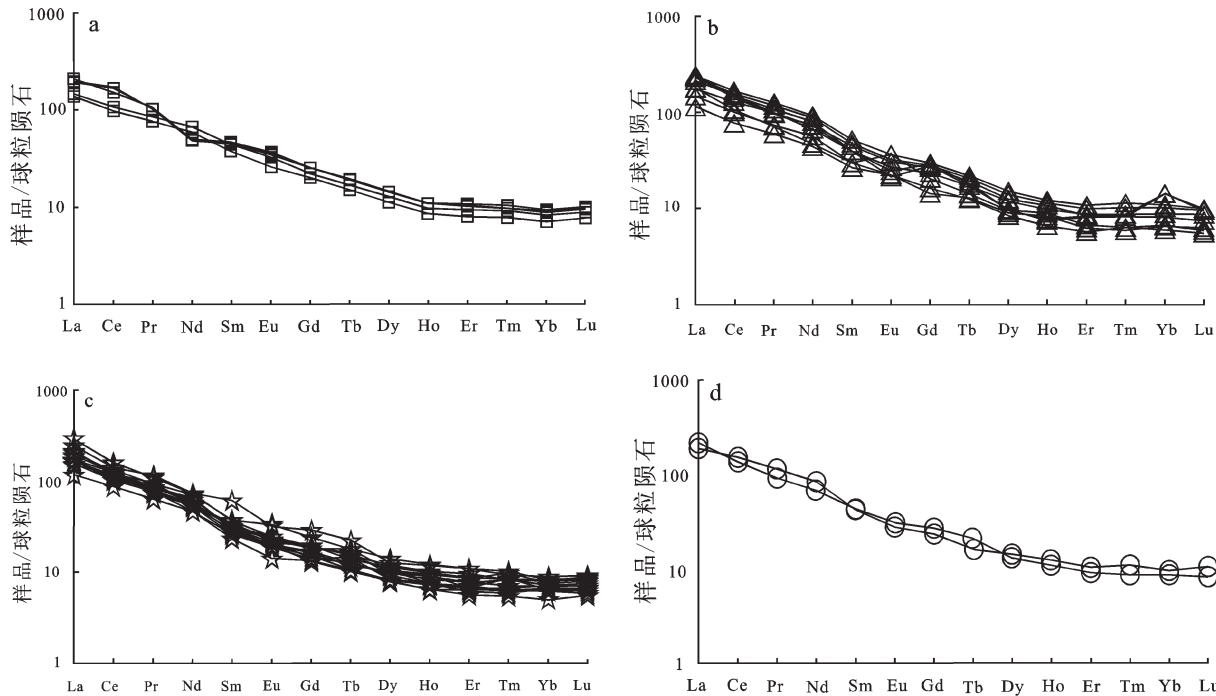 a
1000
100
10
1
样品/球粒陨石
La Ce Pr Nd Sm Eu Gd Tb Dy Ho Er Tm Yb Lu
b
1000
100
10
1
样品/球粒陨石
La Ce Pr Nd Sm Eu Gd Tb Dy Ho Er Tm Yb Lu
c
1000
100
10
1
样品/球粒陨石
La Ce Pr Nd Sm Eu Gd Tb Dy Ho Er Tm Yb Lu
d
1000
100
10
1
样品/球粒陨石
La Ce Pr Nd Sm Eu Gd Tb Dy Ho Er Tm Yb Lu